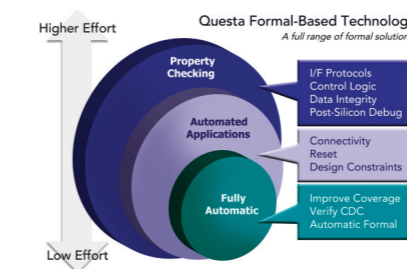 Questa Formal-Based Technolog
A full range of formal solution
Higher Effort
Property
Checking
I/F Protocols
Control Logic
Data Integrity
Post-Silicon Debug
Automated
Applications
Connectivity
Reset
Design Constraints
Fully
Automatic
Improve Coverage
Verify CDC
Automatic Formal
Low Effort